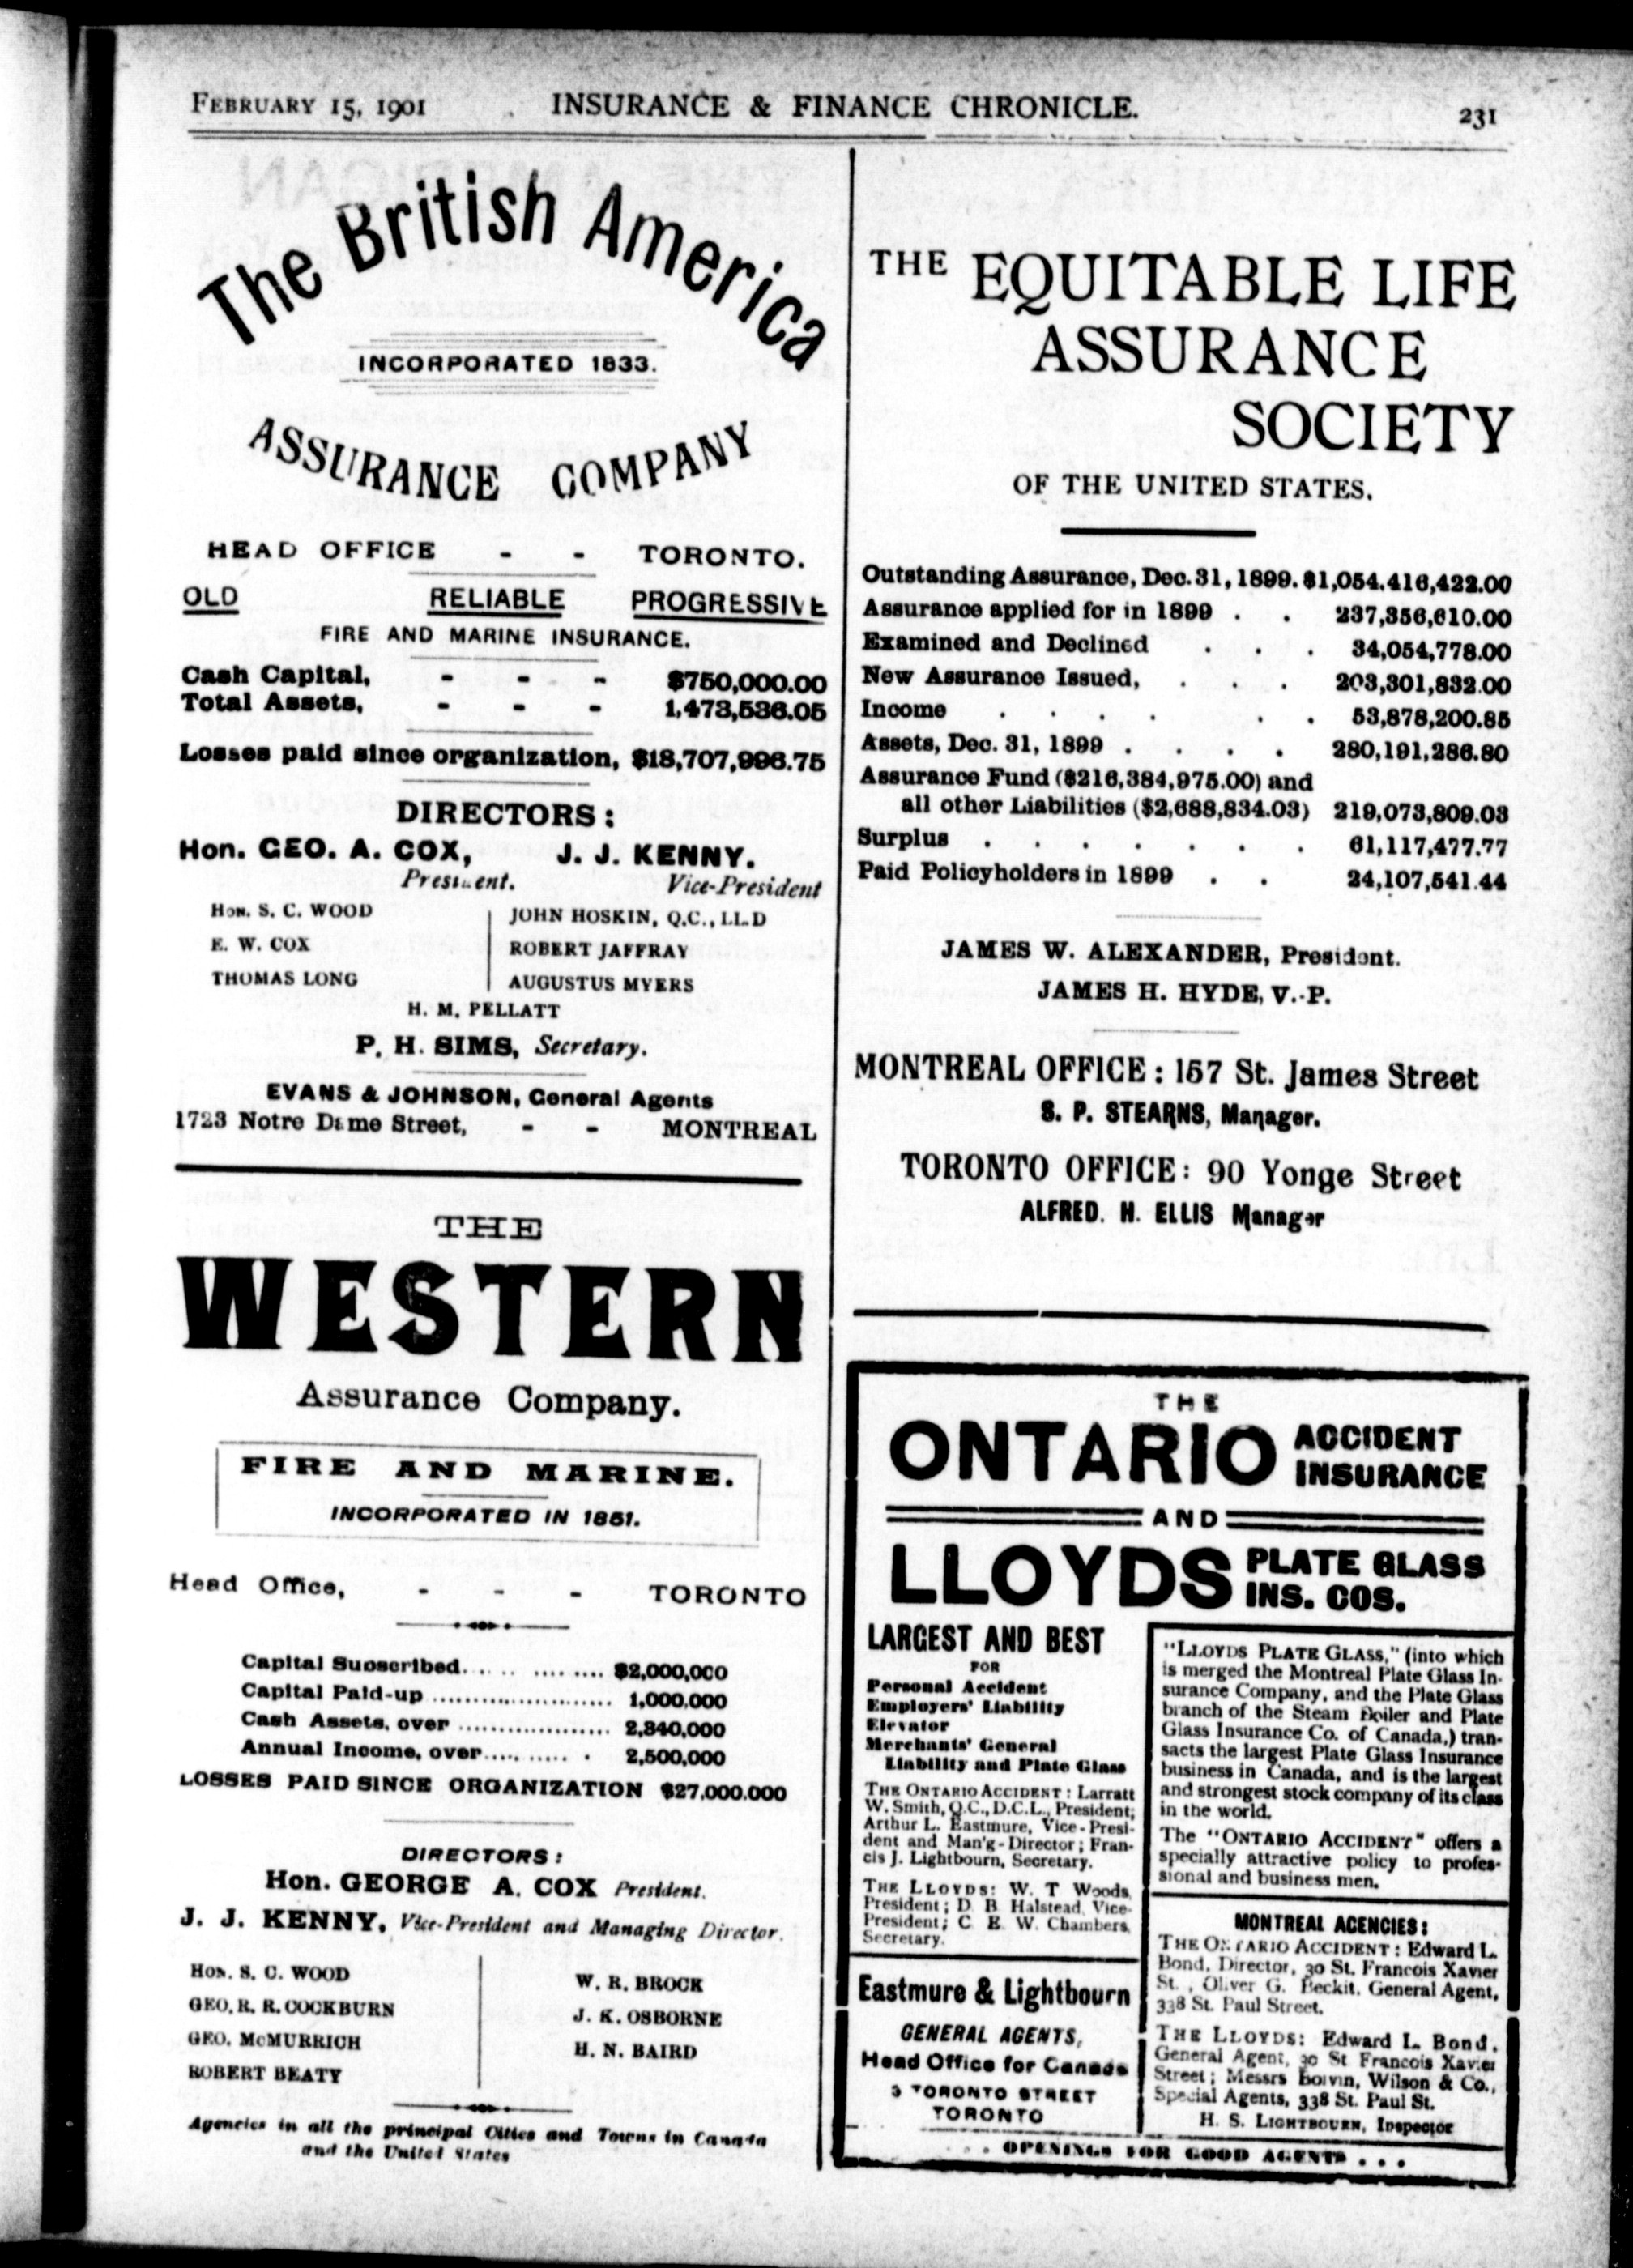 FEBRUARY 15, 1901
INSURANCE & FINANCE CHRONICLE.
231
The British America
INCORPORATED 1833.
ASSURANCE COMPANY
HEAD OFFICE - - TORONTO.
OLD RELIABLE PROGRESSIVE
FIRE AND MARINE INSURANCE.
Cash Capital, - - - $750,000.00
Total Assets, - - - 1,473,536.05
Losses paid since organization, $18,707,996.75
DIRECTORS:
Hon. GEO. A. COX, J. J. KENNY.
President. Vice-President
HON. S. C. WOOD JOHN HOSKIN, Q.C., LL.D
E. W. COX ROBERT JAFFRAY
THOMAS LONG AUGUSTUS MYERS
H. M. PELLATT
P. H. SIMS, Secretary.
EVANS & JOHNSON, General Agents
1723 Notre Dame Street, - - MONTREAL
THE
WESTERN
Assurance Company.
FIRE AND MARINE.
INCORPORATED IN 1851.
Head Office, - - - TORONTO
Capital Subscribed............ $2,000,000
Capital Paid-up ...................... 1,000,000
Cash Assets, over ................... 2,340,000
Annual Income, over............ 2,500,000
LOSSES PAID SINCE ORGANIZATION $27,000.000
DIRECTORS:
Hon. GEORGE A. COX President.
J. J. KENNY, Vice-President and Managing Director.
HON. S. C. WOOD W. R. BROCK
GEO. R. R. COCKBURN J. K. OSBORNE
GEO. McMURRICH H. N. BAIRD
ROBERT BEATY
Agencies in all the principal Cities and Towns in Canada
and the United States
THE EQUITABLE LIFE
ASSURANCE
SOCIETY
OF THE UNITED STATES.
Outstanding Assurance, Dec. 31, 1899. $1,054,416,422.00
Assurance applied for in 1899 . . 237,356,610.00
Examined and Declined . . . 34,054,778.00
New Assurance Issued, . . . 203,301,832.00
Income . . . . . . 53,878,200.85
Assets, Dec. 31, 1899 . . . . 280,191,286.80
Assurance Fund ($216,384,975.00) and
all other Liabilities ($2,688,834.03) 219,073,809.03
Surplus . . . . . . . 61,117,477.77
Paid Policyholders in 1899 . . 24,107,541.44
JAMES W. ALEXANDER, President.
JAMES H. HYDE, V.-P.
MONTREAL OFFICE: 157 St. James Street
S. P. STEARNS, Manager.
TORONTO OFFICE: 90 Yonge Street
ALFRED. H. ELLIS Manager
THE
ONTARIO ACCIDENT
INSURANCE
AND
LLOYDS PLATE GLASS
INS. COS.
LARGEST AND BEST
FOR
Personal Accident
Employers' Liability
Elevator
Merchants' General
Liability and Plate Glass
THE ONTARIO ACCIDENT: Larratt
W. Smith, Q.C., D.C.L., President;
Arthur L. Eastmure, Vice-Presi-
dent and Man'g-Director; Fran-
cis J. Lightbourn, Secretary.
THE LLOYDS: W. T Woods,
President; D. B Halstead, Vice-
President; C E. W. Chambers,
Secretary.
Eastmure & Lightbourn
GENERAL AGENTS,
Head Office for Canada
3 TORONTO STREET
TORONTO
"LLOYDS PLATE GLASS," (into which
is merged the Montreal Plate Glass In-
surance Company, and the Plate Glass
branch of the Steam Boiler and Plate
Glass Insurance Co. of Canada,) tran-
sacts the largest Plate Glass Insurance
business in Canada, and is the largest
and strongest stock company of its class
in the world.
The "ONTARIO ACCIDENT" offers a
specially attractive policy to profes-
sional and business men.
MONTREAL AGENCIES:
THE ONTARIO ACCIDENT: Edward L.
Bond, Director, 30 St. Francois Xavier
St., Oliver G. Beckit, General Agent,
338 St. Paul Street.
THE LLOYDS: Edward L. Bond,
General Agent, 30 St Francois Xavier
Street; Messrs Boivin, Wilson & Co.,
Special Agents, 338 St. Paul St.
H. S. LIGHTBOURN, Inspector
. . OPENINGS FOR GOOD AGENTS . . .